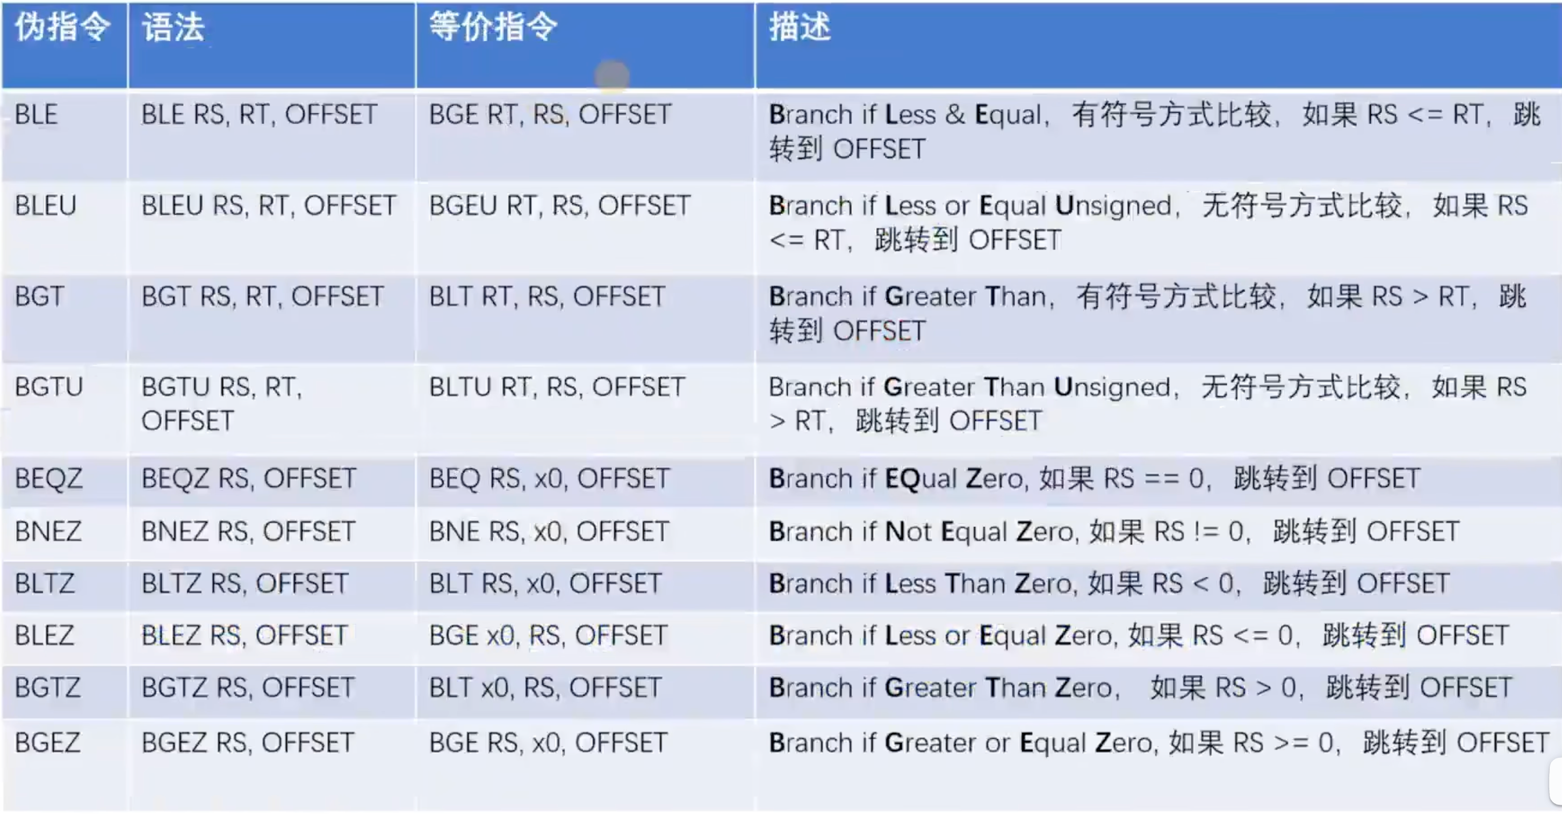 伪指令 语法 等价指令 描述
BLE BLE RS, RT, OFFSET BGE RT, RS, OFFSET Branch if Less & Equal，有符号方式比较，如果 RS <= RT，跳
转到 OFFSET
BLEU BLEU RS, RT, OFFSET BGEU RT, RS, OFFSET Branch if Less or Equal Unsigned，无符号方式比较，如果 RS
<= RT，跳转到 OFFSET
BGT BGT RS, RT, OFFSET BLT RT, RS, OFFSET Branch if Greater Than，有符号方式比较，如果 RS > RT，跳
转到 OFFSET
BGTU BGTU RS, RT, BLTU RT, RS, OFFSET Branch if Greater Than Unsigned，无符号方式比较，如果 RS
OFFSET > RT，跳转到 OFFSET
BEQZ BEQZ RS, OFFSET BEQ RS, x0, OFFSET Branch if EQual Zero, 如果 RS == 0，跳转到 OFFSET
BNEZ BNEZ RS, OFFSET BNE RS, x0, OFFSET Branch if Not Equal Zero, 如果 RS != 0，跳转到 OFFSET
BLTZ BLTZ RS, OFFSET BLT RS, x0, OFFSET Branch if Less Than Zero, 如果 RS < 0，跳转到 OFFSET
BLEZ BLEZ RS, OFFSET BGE x0, RS, OFFSET Branch if Less or Equal Zero, 如果 RS <= 0，跳转到 OFFSET
BGTZ BGTZ RS, OFFSET BLT x0, RS, OFFSET Branch if Greater Than Zero，如果 RS > 0，跳转到 OFFSET
BGEZ BGEZ RS, OFFSET BGE RS, x0, OFFSET Branch if Greater or Equal Zero, 如果 RS >= 0，跳转到 OFFSET